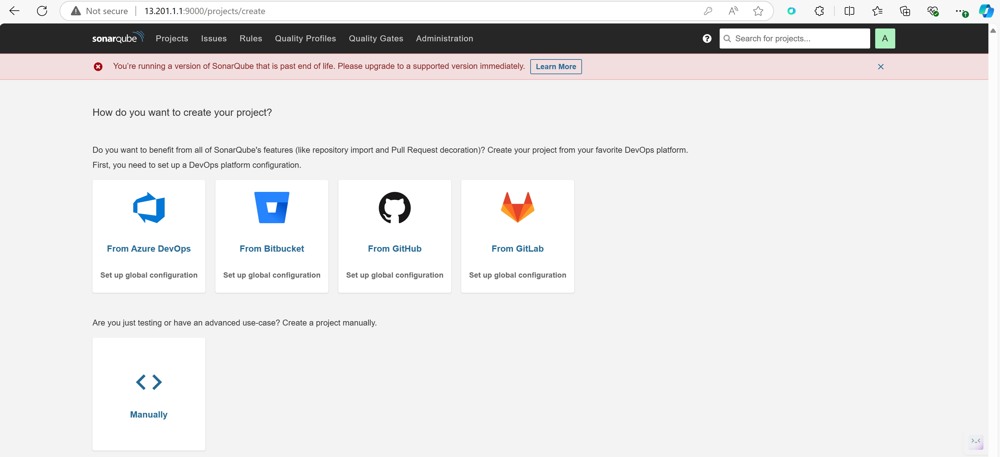 Not secure 13.201.1.1:9000/projects/create
sonarqube Projects Issues Rules Quality Profiles Quality Gates Administration Search for projects... A
You’re running a version of SonarQube that is past end of life. Please upgrade to a supported version immediately. Learn More
How do you want to create your project?
Do you want to benefit from all of SonarQube's features (like repository import and Pull Request decoration)? Create your project from your favorite DevOps platform.
First, you need to set up a DevOps platform configuration.
From Azure DevOps From Bitbucket From GitHub From GitLab
Set up global configuration Set up global configuration Set up global configuration Set up global configuration
Are you just testing or have an advanced use-case? Create a project manually.
Manually